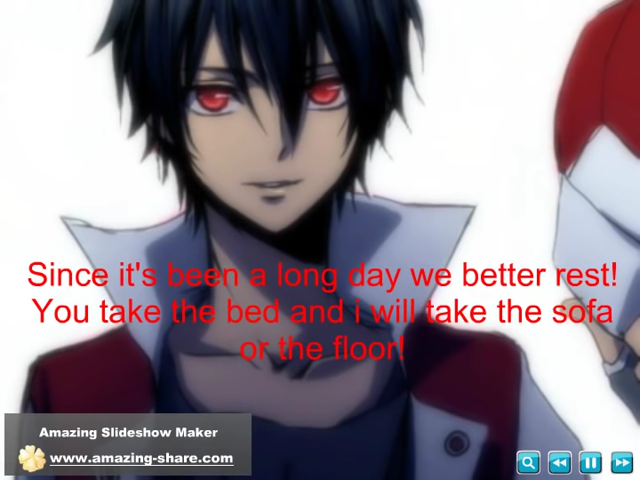 Since it's been a long day we better rest!
You take the bed and i will take the sofa
or the floor!
Amazing Slideshow Maker
www.amazing-share.com